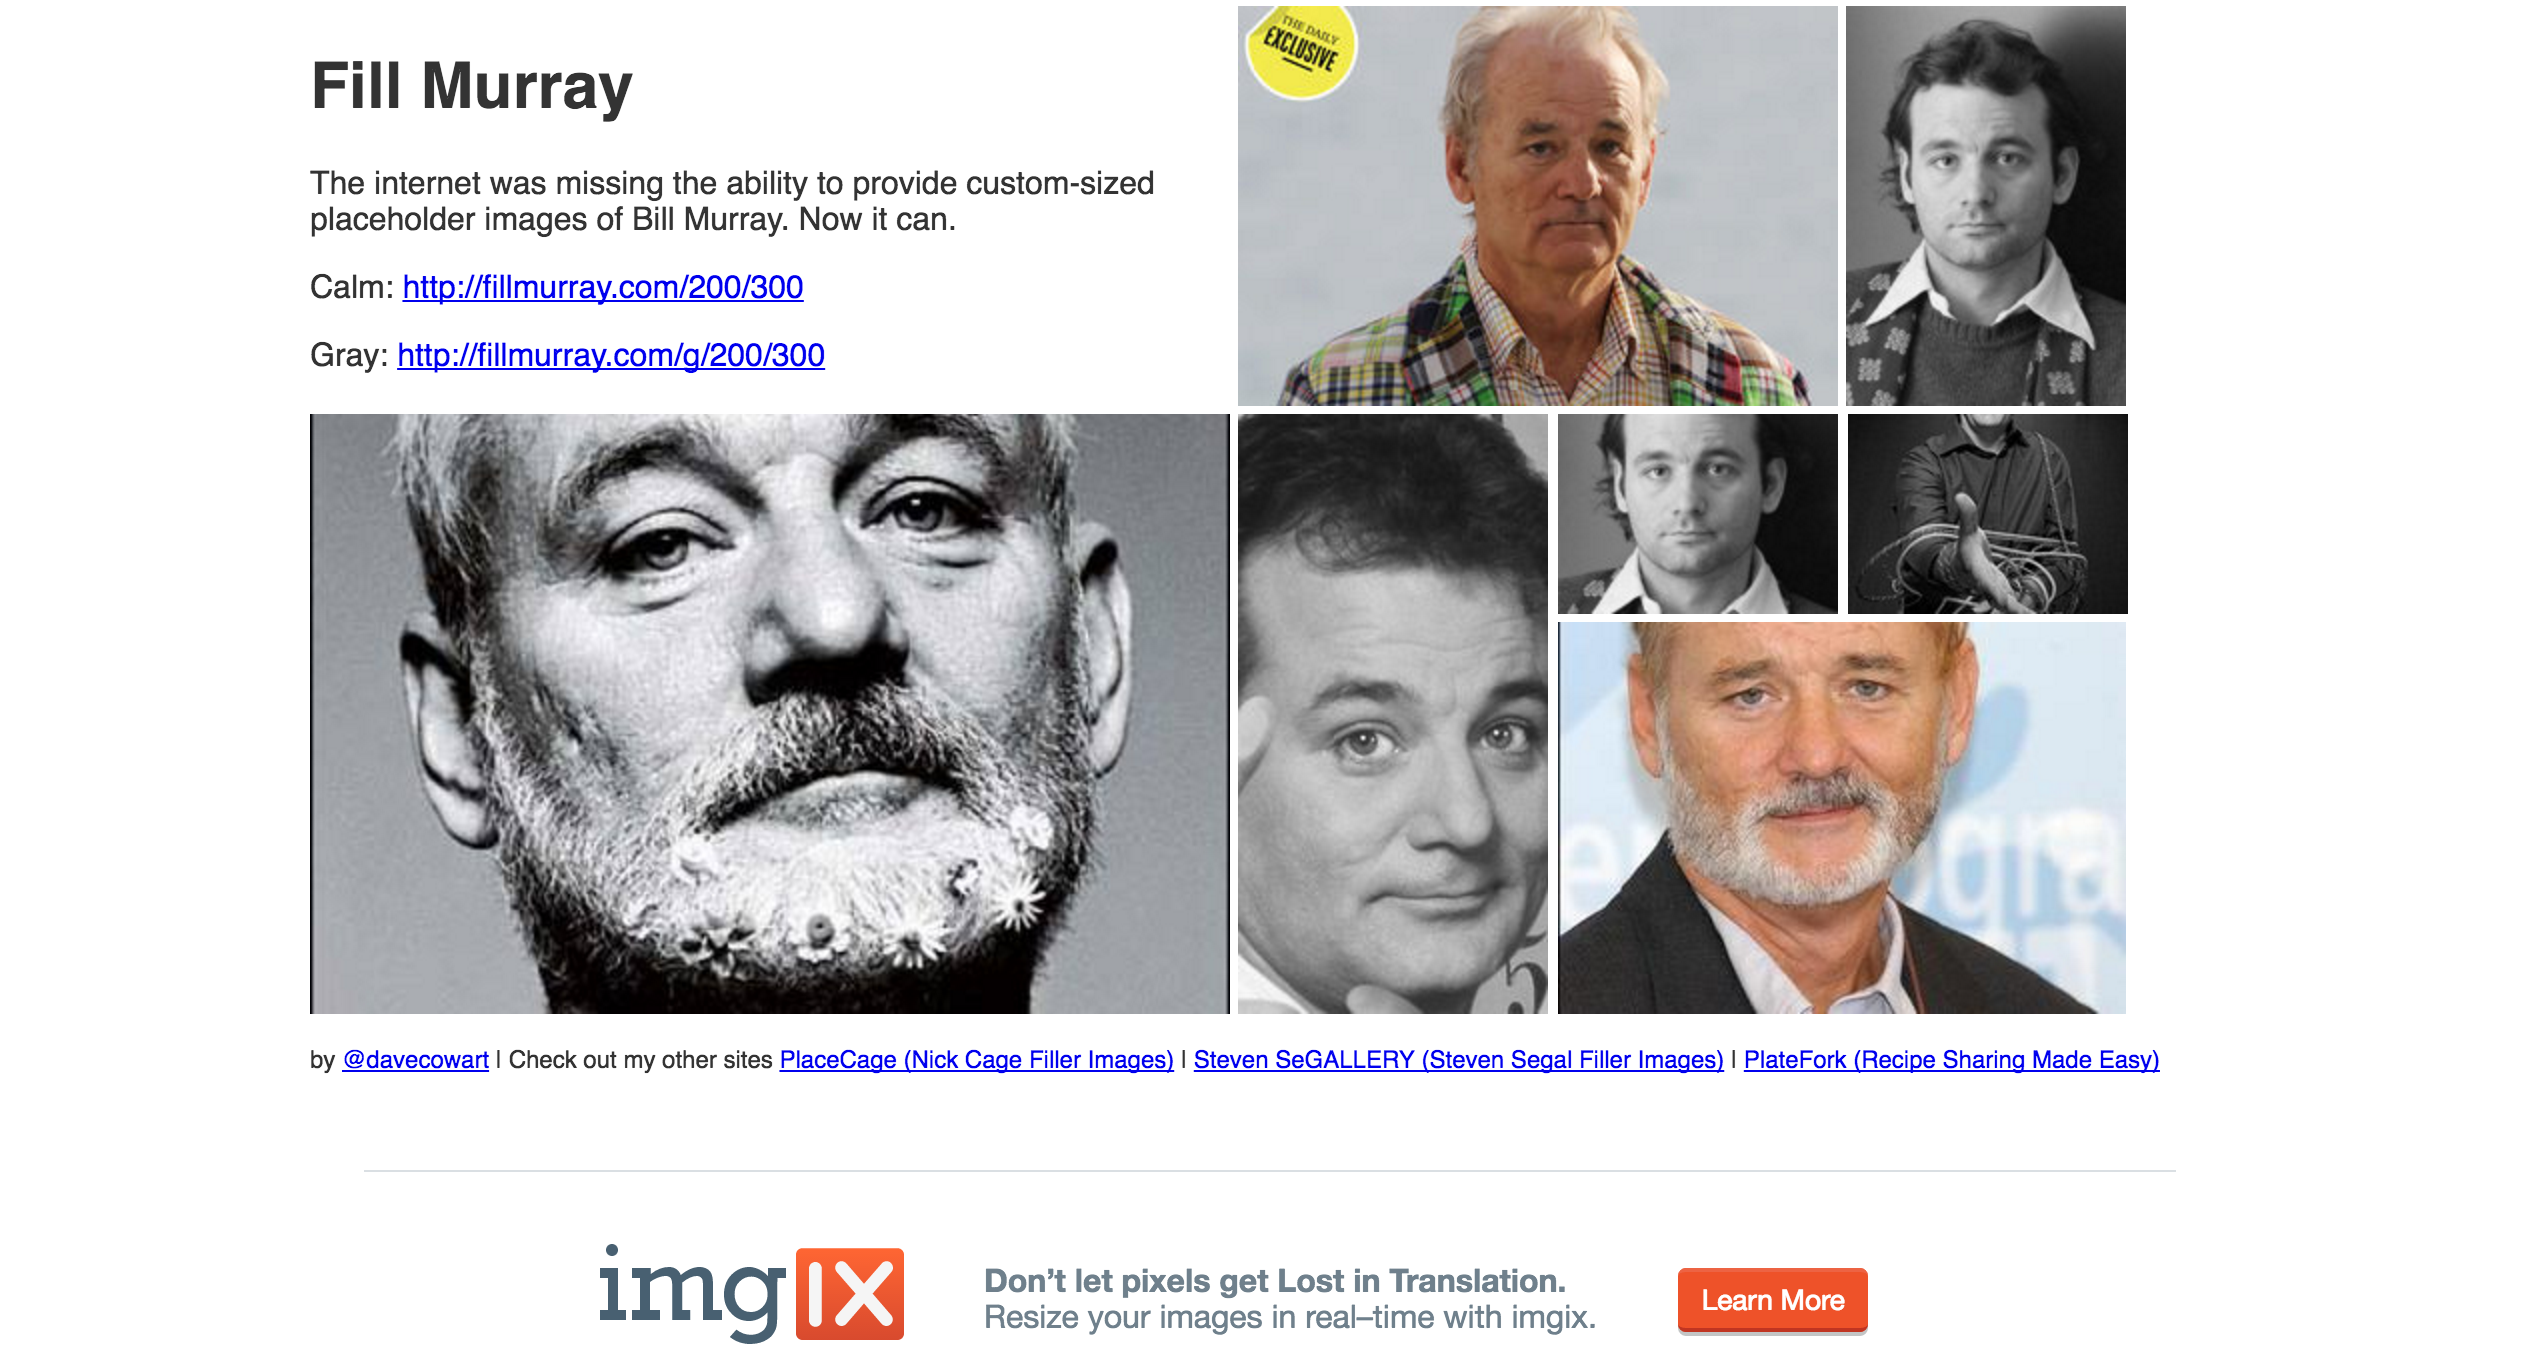 Fill Murray
The internet was missing the ability to provide custom-sized
placeholder images of Bill Murray. Now it can.
Calm: http://fillmurray.com/200/300
Gray: http://fillmurray.com/g/200/300
THE DAILY
EXCLUSIVE
5
by @davecowart | Check out my other sites PlaceCage (Nick Cage Filler Images) | Steven SeGALLERY (Steven Segal Filler Images) | PlateFork (Recipe Sharing Made Easy)
imgIX
Don’t let pixels get Lost in Translation.
Resize your images in real–time with imgix.
Learn More